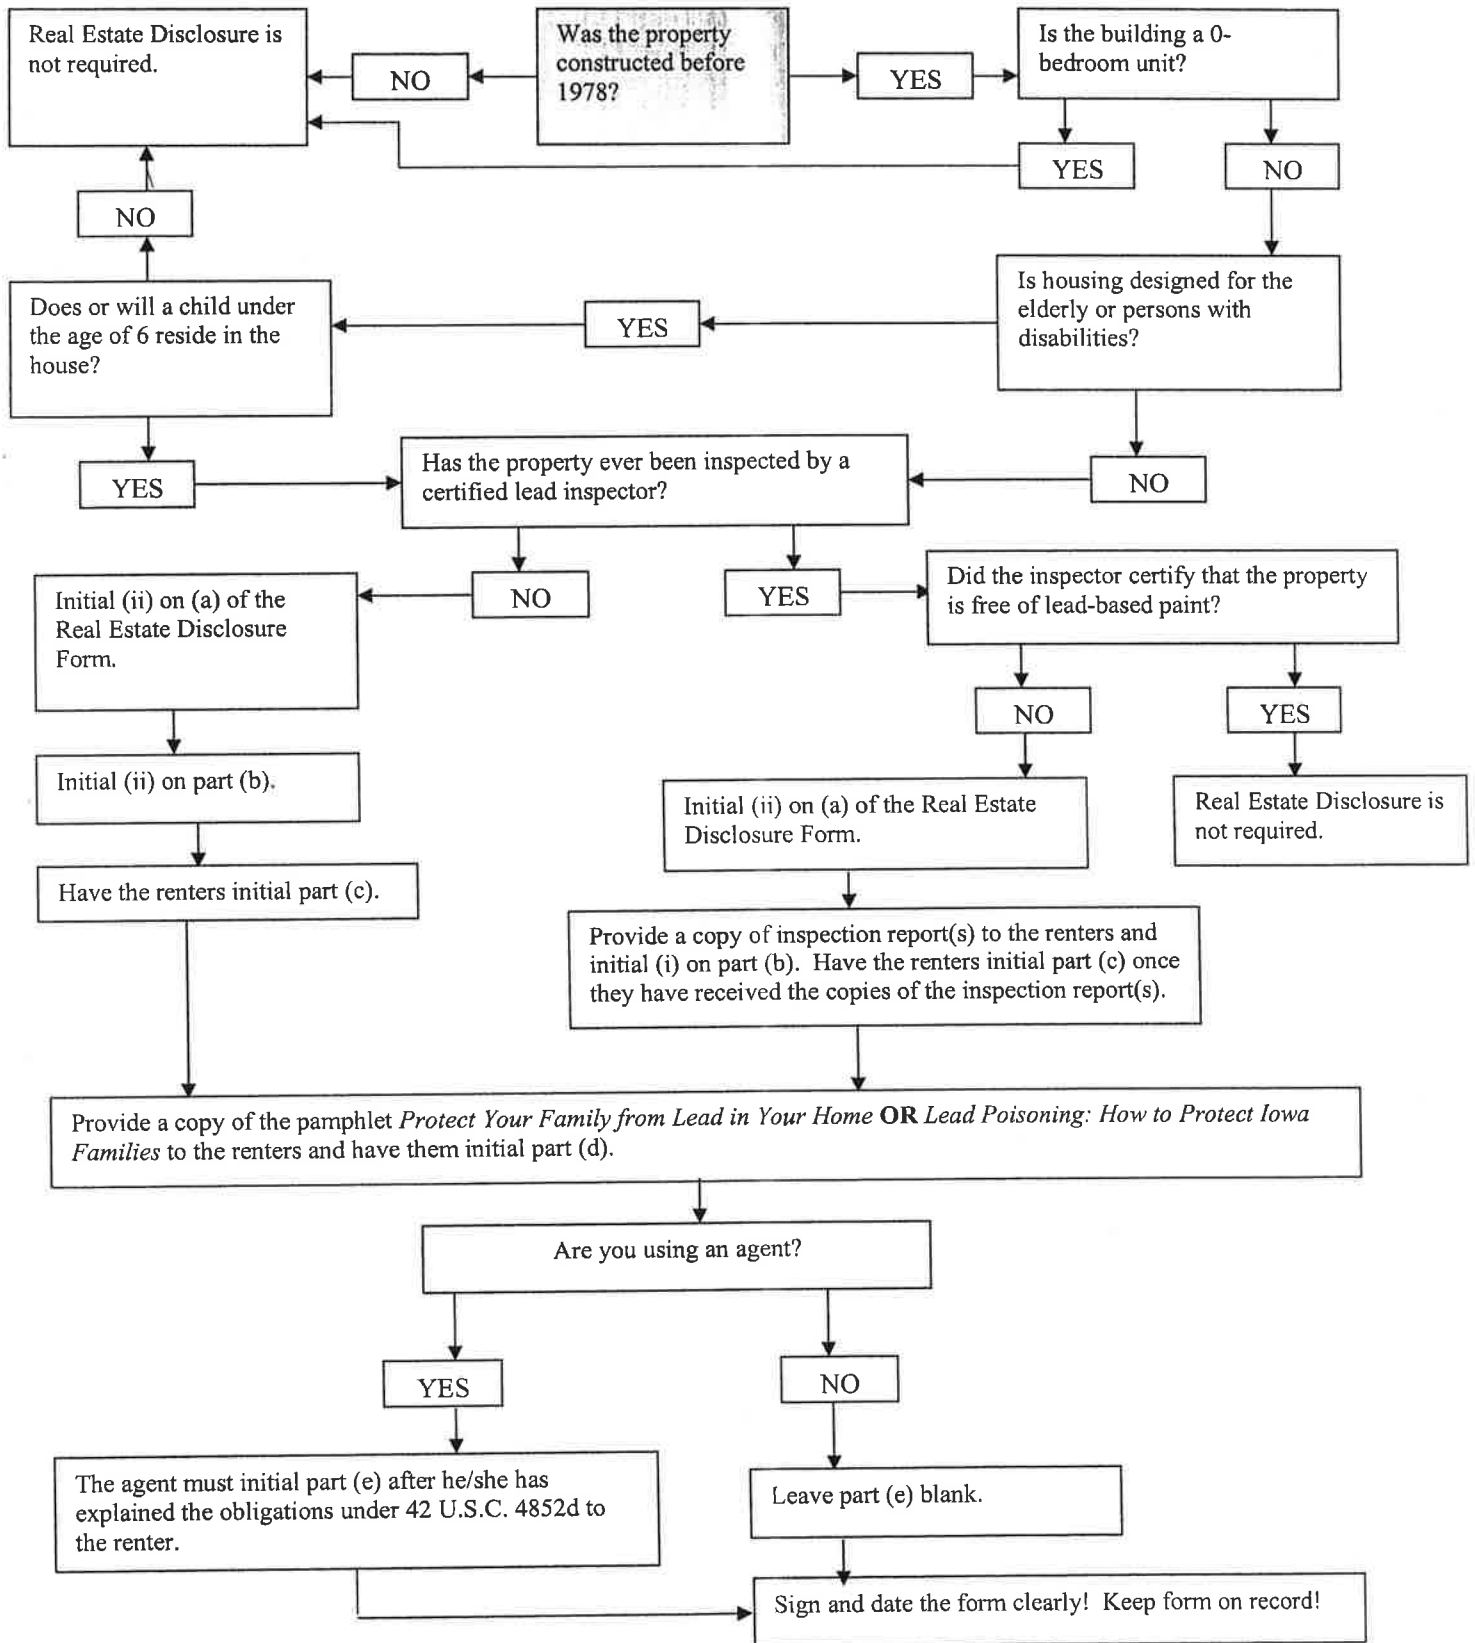 Real Estate Disclosure is
not required.
NO
Was the property
constructed before
1978?
YES
Is the building a 0-
bedroom unit?
YES
NO
NO
Does or will a child under
the age of 6 reside in the
house?
YES
Is housing designed for the
elderly or persons with
disabilities?
YES
Has the property ever been inspected by a
certified lead inspector?
NO
Initial (ii) on (a) of the
Real Estate Disclosure
Form.
NO
YES
Did the inspector certify that the property
is free of lead-based paint?
NO
YES
Initial (ii) on part (b).
Initial (ii) on (a) of the Real Estate
Disclosure Form.
Real Estate Disclosure is
not required.
Have the renters initial part (c).
Provide a copy of inspection report(s) to the renters and
initial (i) on part (b). Have the renters initial part (c) once
they have received the copies of the inspection report(s).
Provide a copy of the pamphlet Protect Your Family from Lead in Your Home OR Lead Poisoning: How to Protect Iowa
Families to the renters and have them initial part (d).
Are you using an agent?
YES
NO
The agent must initial part (e) after he/she has
explained the obligations under 42 U.S.C. 4852d to
the renter.
Leave part (e) blank.
Sign and date the form clearly! Keep form on record!